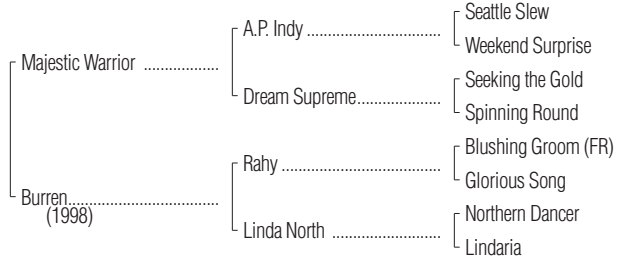 Seattle Slew
A.P. Indy ..........................
Weekend Surprise
Majestic Warrior ..................
Seeking the Gold
Dream Supreme.....................
Spinning Round
Blushing Groom (FR)
Rahy ................................
Glorious Song
Burren....................................
(1998)
Northern Dancer
Linda North .....................
Lindaria